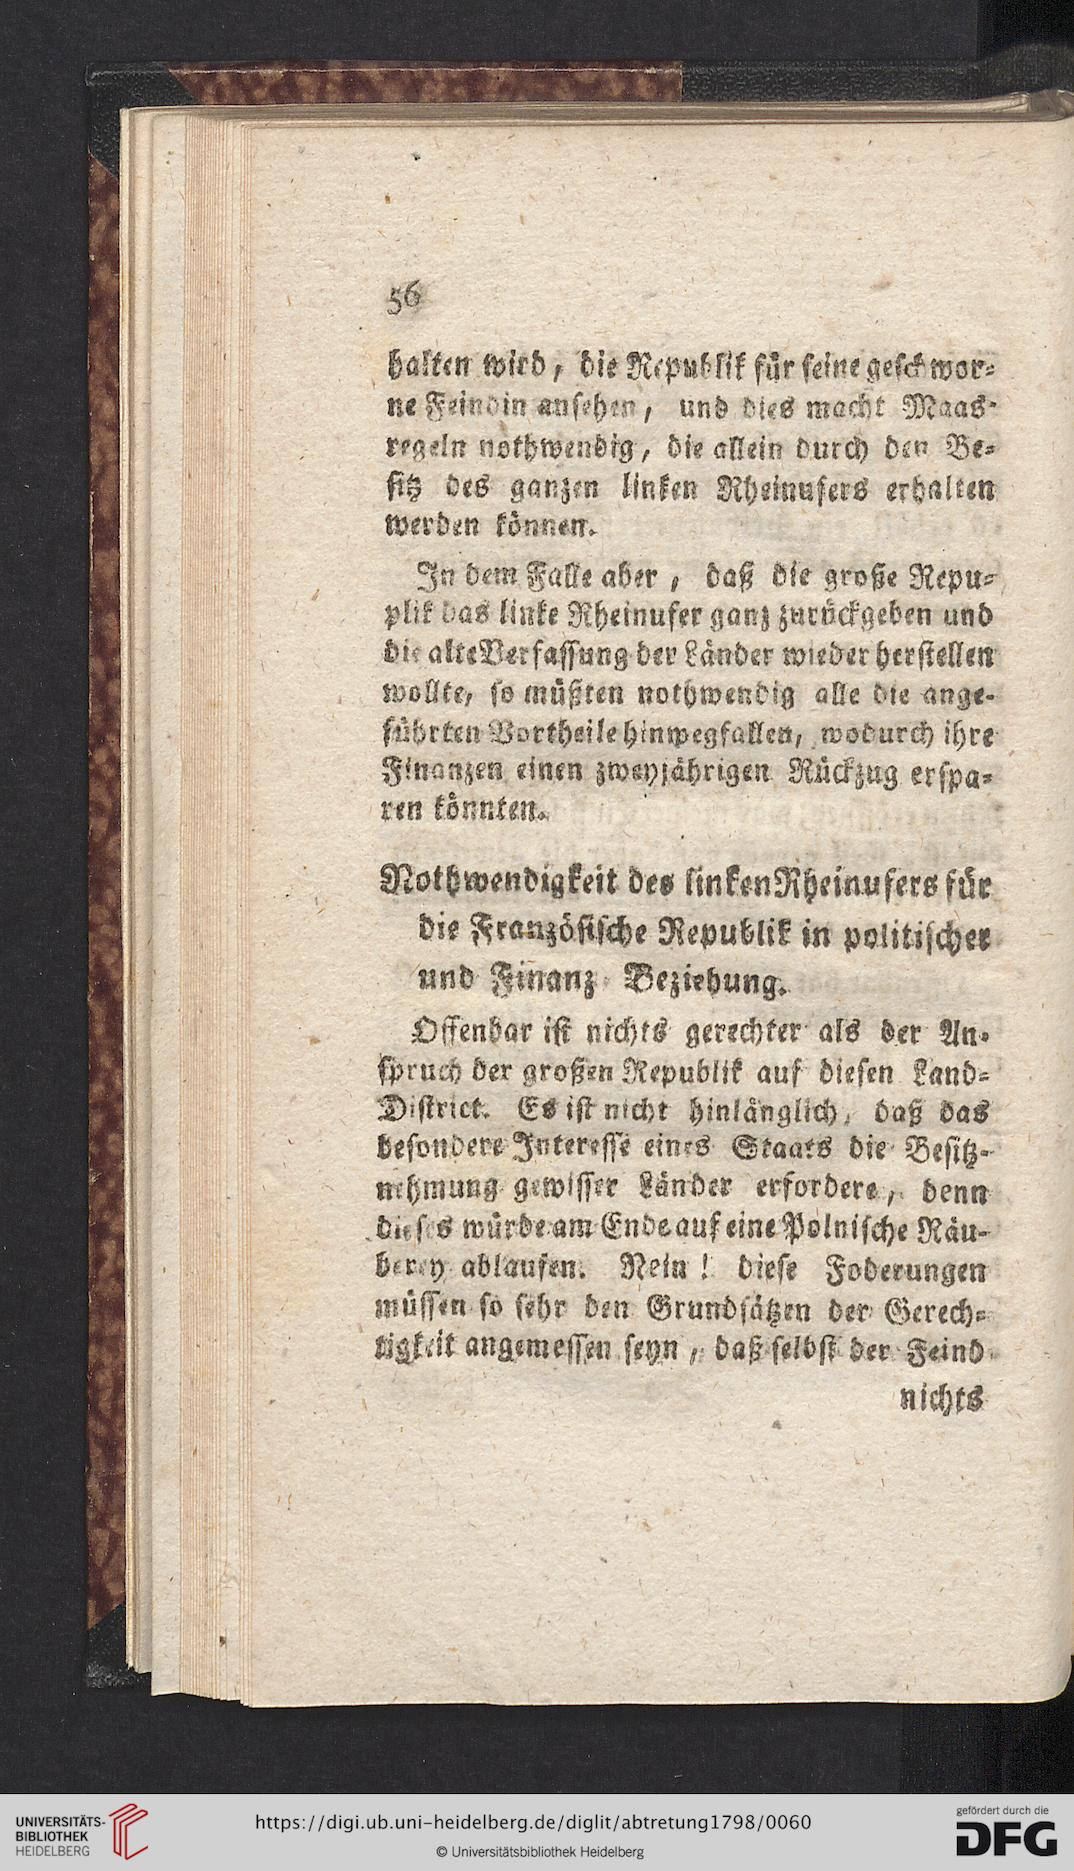 56
halten wird, die Republik für seine geschwor-
ne Feindin ansehen, und dies macht Maas-
regeln nothwendig, die allein durch den Be-
sitz des ganzen linken Rheinufers erhalten
werden können.
In dem Falle aber, daß die große Repu-
plik das linke Rheinufer ganz zurückgeben und
die alte Verfassung der Länder wieder herstellen
wollte, so müßten nothwendig alle die ange-
führten Vortheile hinwegfallen, wodurch ihre
Finanzen einen zweyjährigen Rückzug erspa-
ren könnten.
Nothwendigkeit des linken Rheinufers für
die Französische Republik in politischer
und Finanz Beziehung.
Offenbar ist nichts gerechter als der An-
spruch der großen Republik auf diesen Land-
District. Es ist nicht hinlänglich, daß das
besondere Interesse eines Staats die Besitz-
nehmung gewisser Länder erfordere, denn
dieses würde am Ende auf eine Polnische Räu-
berey ablaufen. Nein! diese Foderungen
müssen so sehr den Grundsätzen der Gerech-
tigkeit angemessen seyn, daß selbst der Feind
nichts
UNIVERSITÄTS-
BIBLIOTHEK
HEIDELBERG
https://digi.ub.uni-heidelberg.de/diglit/abtretung1798/0060
© Universitätsbibliothek Heidelberg
gefördert durch die
DFG